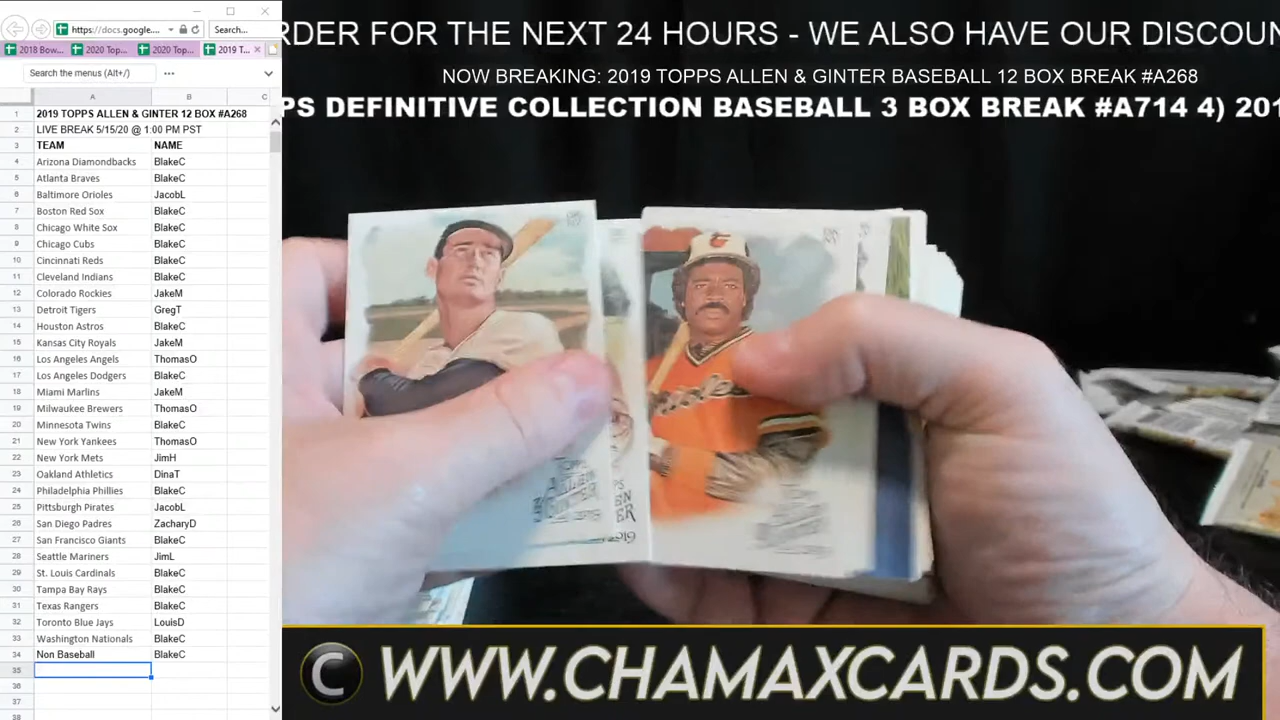 https://docs.google....
Search...
2018 Bow...
2020 Top...
2020 Top...
2019 T...
Search the menus (Alt+/)
A B C
1 2019 TOPPS ALLEN & GINTER 12 BOX #A268
2 LIVE BREAK 5/15/20 @ 1:00 PM PST
3 TEAM NAME
4 Arizona Diamondbacks BlakeC
5 Atlanta Braves BlakeC
6 Baltimore Orioles JacobL
7 Boston Red Sox BlakeC
8 Chicago White Sox BlakeC
9 Chicago Cubs BlakeC
10 Cincinnati Reds BlakeC
11 Cleveland Indians BlakeC
12 Colorado Rockies JakeM
13 Detroit Tigers GregT
14 Houston Astros BlakeC
15 Kansas City Royals JakeM
16 Los Angeles Angels ThomasO
17 Los Angeles Dodgers BlakeC
18 Miami Marlins JakeM
19 Milwaukee Brewers ThomasO
20 Minnesota Twins BlakeC
21 New York Yankees ThomasO
22 New York Mets JimH
23 Oakland Athletics DinaT
24 Philadelphia Phillies BlakeC
25 Pittsburgh Pirates JacobL
26 San Diego Padres ZacharyD
27 San Francisco Giants BlakeC
28 Seattle Mariners JimL
29 St. Louis Cardinals BlakeC
30 Tampa Bay Rays BlakeC
31 Texas Rangers BlakeC
32 Toronto Blue Jays LouisD
33 Washington Nationals BlakeC
34 Non Baseball BlakeC
35
36
37
38
RDER FOR THE NEXT 24 HOURS - WE ALSO HAVE OUR DISCOUN
NOW BREAKING: 2019 TOPPS ALLEN & GINTER BASEBALL 12 BOX BREAK #A268
PS DEFINITIVE COLLECTION BASEBALL 3 BOX BREAK #A714 4) 201
Orioles
C WWW.CHAMAXCARDS.COM